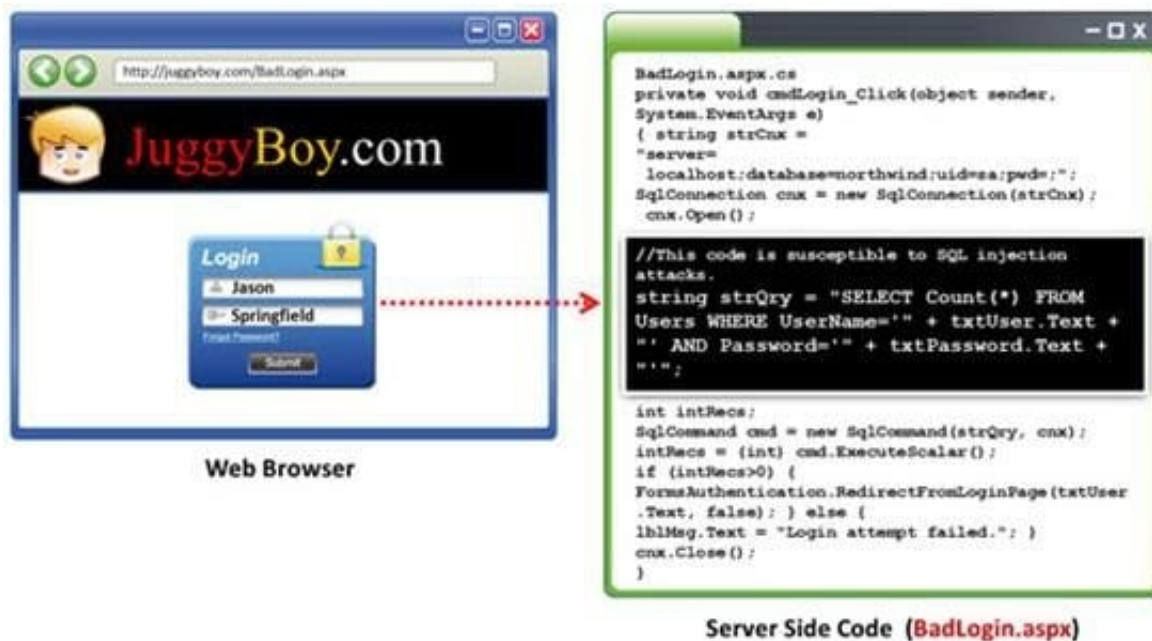 http://juggyboy.com/BadLogin.aspx
JuggyBoy.com
Login
Jason
Springfield
Forgot Password?
Submit
Web Browser
BadLogin.aspx.cs
private void cmdLogin_Click(object sender,
System.EventArgs e)
{ string strCnx =
"server=
localhost;database=northwind;uid=sa;pwd=;";
SqlConnection cnx = new SqlConnection(strCnx);
cnx.Open();
//This code is susceptible to SQL injection
attacks.
string strQry = "SELECT Count(*) FROM
Users WHERE UserName='" + txtUser.Text +
"' AND Password='" + txtPassword.Text +
"'";
int intRecs;
SqlCommand cmd = new SqlCommand(strQry, cnx);
intRecs = (int) cmd.ExecuteScalar();
if (intRecs>0) {
FormsAuthentication.RedirectFromLoginPage(txtUser
.Text, false); } else {
lblMsg.Text = "Login attempt failed."; }
cnx.Close();
}
Server Side Code (BadLogin.aspx)